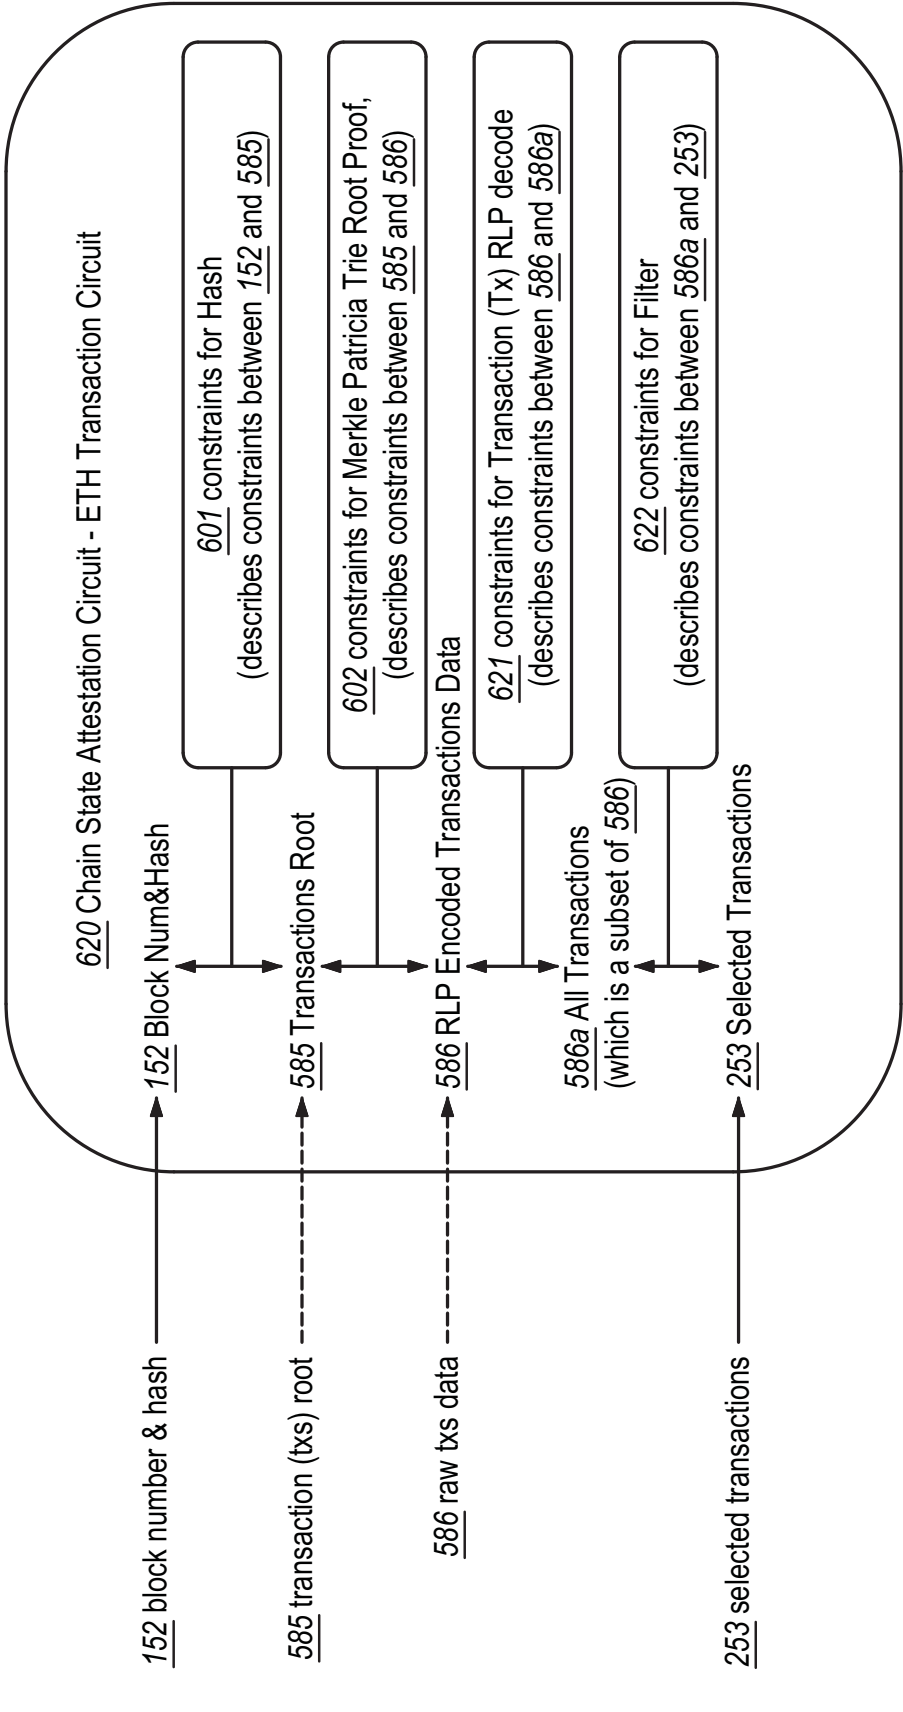 620 Chain State Attestation Circuit - ETH Transaction Circuit
152 block number & hash
152 Block Num&Hash
601 constraints for Hash
(describes constraints between 152 and 585)
585 transaction (txs) root
585 Transactions Root
602 constraints for Merkle Patricia Trie Root Proof,
(describes constraints between 585 and 586)
586 raw txs data
586 RLP Encoded Transactions Data
621 constraints for Transaction (Tx) RLP decode
(describes constraints between 586 and 586a)
586a All Transactions
(which is a subset of 586)
622 constraints for Filter
(describes constraints between 586a and 253)
253 selected transactions
253 Selected Transactions